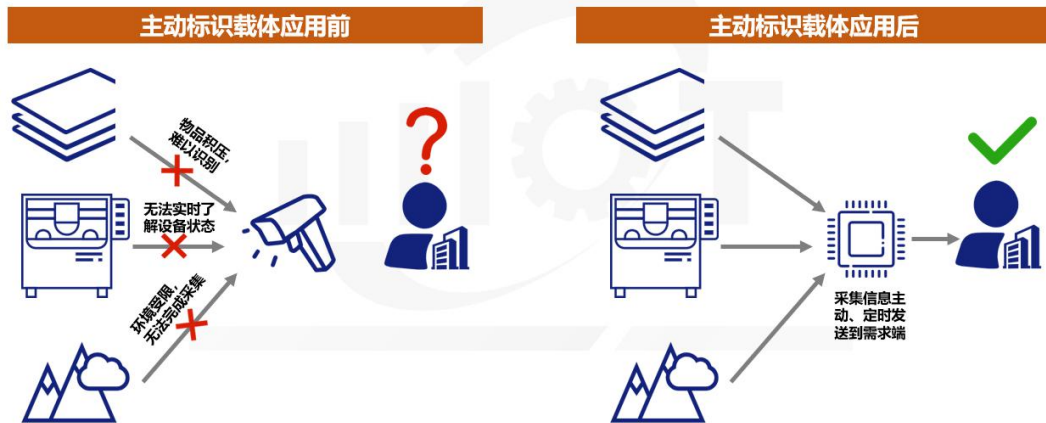 主动标识载体应用前
主动标识载体应用后
物品积压，
难以识别
无法实时了
解设备状态
环境受限，
无法完成采集
采集信息主
动、定时发
送到需求端